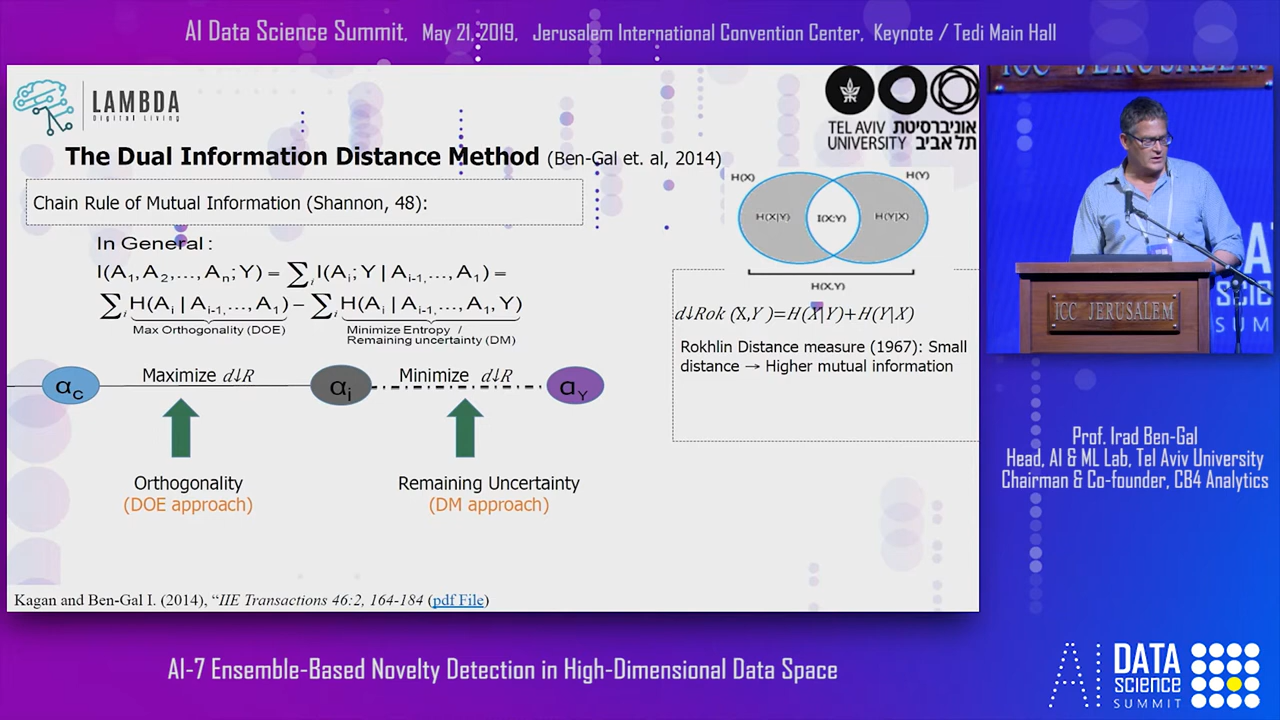 AI Data Science Summit, May 21, 2019, Jerusalem International Convention Center, Keynote / Tedi Main Hall
LAMBDA
Digital Living
TEL AVIV UNIVERSITY
אוניברסיטת תל אביב
The Dual Information Distance Method (Ben-Gal et. al, 2014)
Chain Rule of Mutual Information (Shannon, 48):
In General :
I(A₁,A₂,…,Aₙ;Y) = ∑ᵢ I(Aᵢ;Y | Aᵢ₋₁,…,A₁) =
∑ᵢ H(Aᵢ | Aᵢ₋₁,…,A₁) – ∑ᵢ H(Aᵢ | Aᵢ₋₁,…,A₁,Y)
Max Orthogonality (DOE)
Minimize Entropy /
Remaining uncertainty (DM)
H(X)
H(Y)
H(X|Y)
I(X;Y)
H(Y|X)
H(X,Y)
d↓Rok (X,Y)=H(X|Y)+H(Y|X)
Rokhlin Distance measure (1967): Small
distance → Higher mutual information
αC
Maximize d↓R
αi
Minimize d↓R
αY
Orthogonality
(DOE approach)
Remaining Uncertainty
(DM approach)
Kagan and Ben-Gal I. (2014), “IIE Transactions 46:2, 164-184 (pdf File)
ICC JERUSALEM
ICC JERUSALEM
Prof. Irad Ben-Gal
Head, AI & ML Lab, Tel Aviv University
Chairman & Co-founder, CB4 Analytics
AI-7 Ensemble-Based Novelty Detection in High-Dimensional Data Space
AI DATA
SCIENCE
SUMMIT